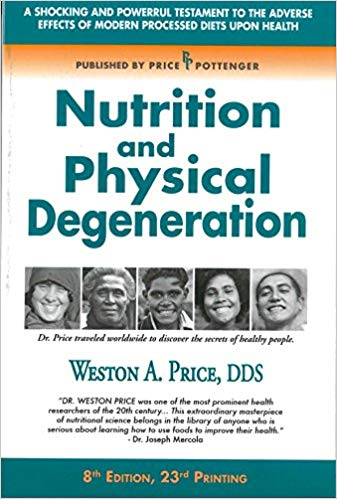 A SHOCKING AND POWERFUL TESTAMENT TO THE ADVERSE
EFFECTS OF MODERN PROCESSED DIETS UPON HEALTH
PUBLISHED BY PRICE PP POTTENGER
Nutrition
and
Physical
Degeneration
Dr. Price traveled worldwide to discover the secrets of healthy people.
WESTON A. PRICE, DDS
"DR. WESTON PRICE was one of the most prominent health
researchers of the 20th century... This extraordinary masterpiece
of nutritional science belongs in the library of anyone who is
serious about learning how to use foods to improve their health."
- Dr. Joseph Mercola
8th EDITION, 23rd PRINTING